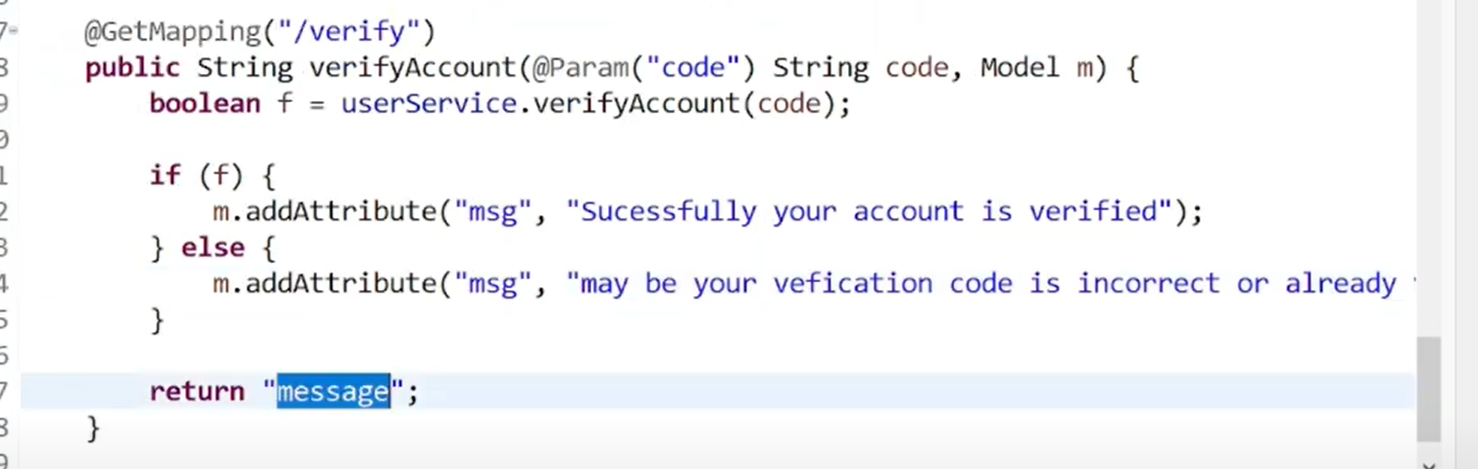 @GetMapping("/verify")
public String verifyAccount(@Param("code") String code, Model m) {
boolean f = userService.verifyAccount(code);
if (f) {
m.addAttribute("msg", "Sucessfully your account is verified");
} else {
m.addAttribute("msg", "may be your vefication code is incorrect or already
}
return "message";
}